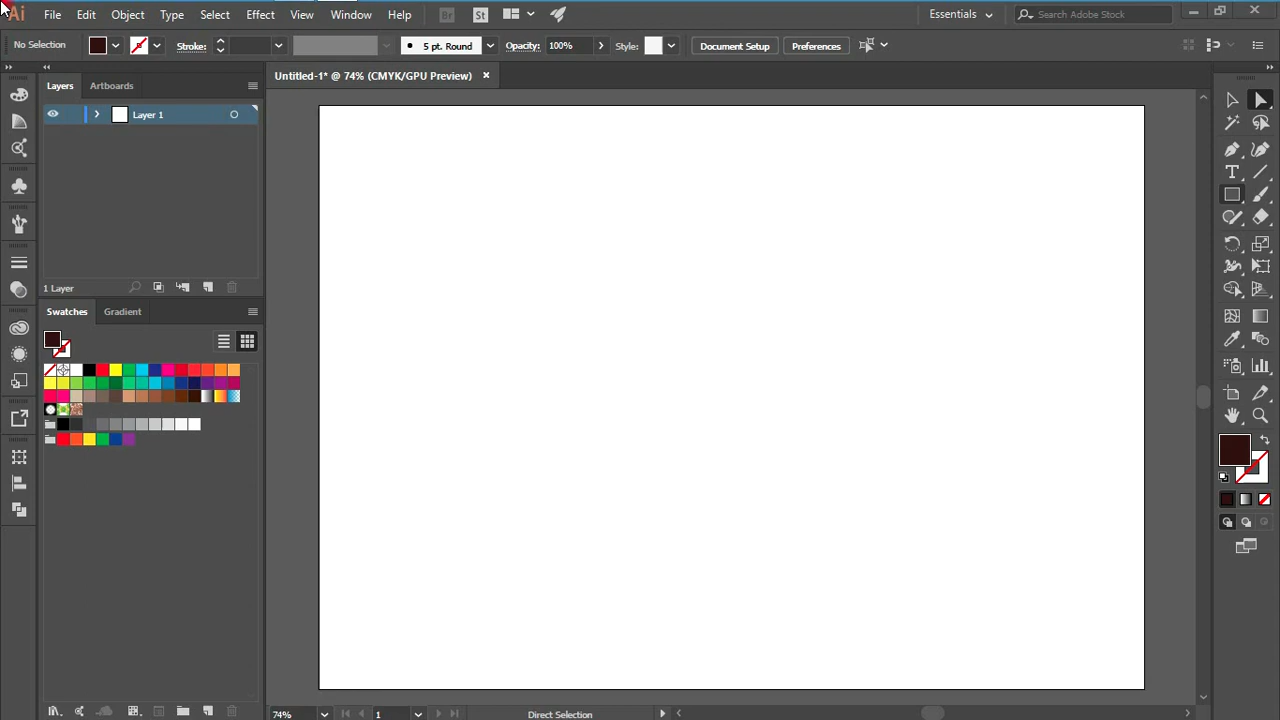 Ai File Edit Object Type Select Effect View Window Help Br St Essentials Search Adobe Stock
No Selection Stroke: 5 pt. Round Opacity: 100% Style: Document Setup Preferences
Untitled-1* @ 74% (CMYK/GPU Preview)
Layers Artboards
Layer 1
1 Layer
Swatches Gradient
74% 1 Direct Selection